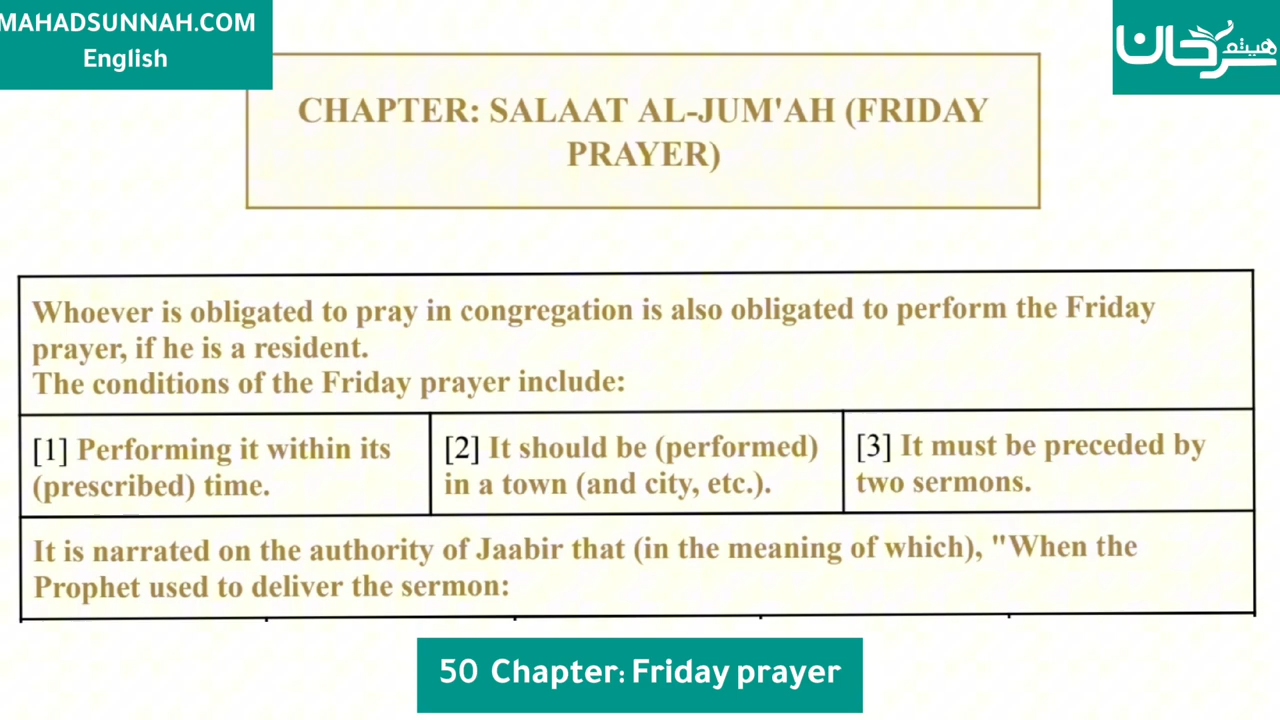 MAHADSUNNAH.COM
English
هيتم
سرحان
CHAPTER: SALAAT AL-JUM'AH (FRIDAY
PRAYER)
Whoever is obligated to pray in congregation is also obligated to perform the Friday
prayer, if he is a resident.
The conditions of the Friday prayer include:
[1] Performing it within its
(prescribed) time.
[2] It should be (performed)
in a town (and city, etc.).
[3] It must be preceded by
two sermons.
It is narrated on the authority of Jaabir that (in the meaning of which), "When the
Prophet used to deliver the sermon:
50 Chapter: Friday prayer